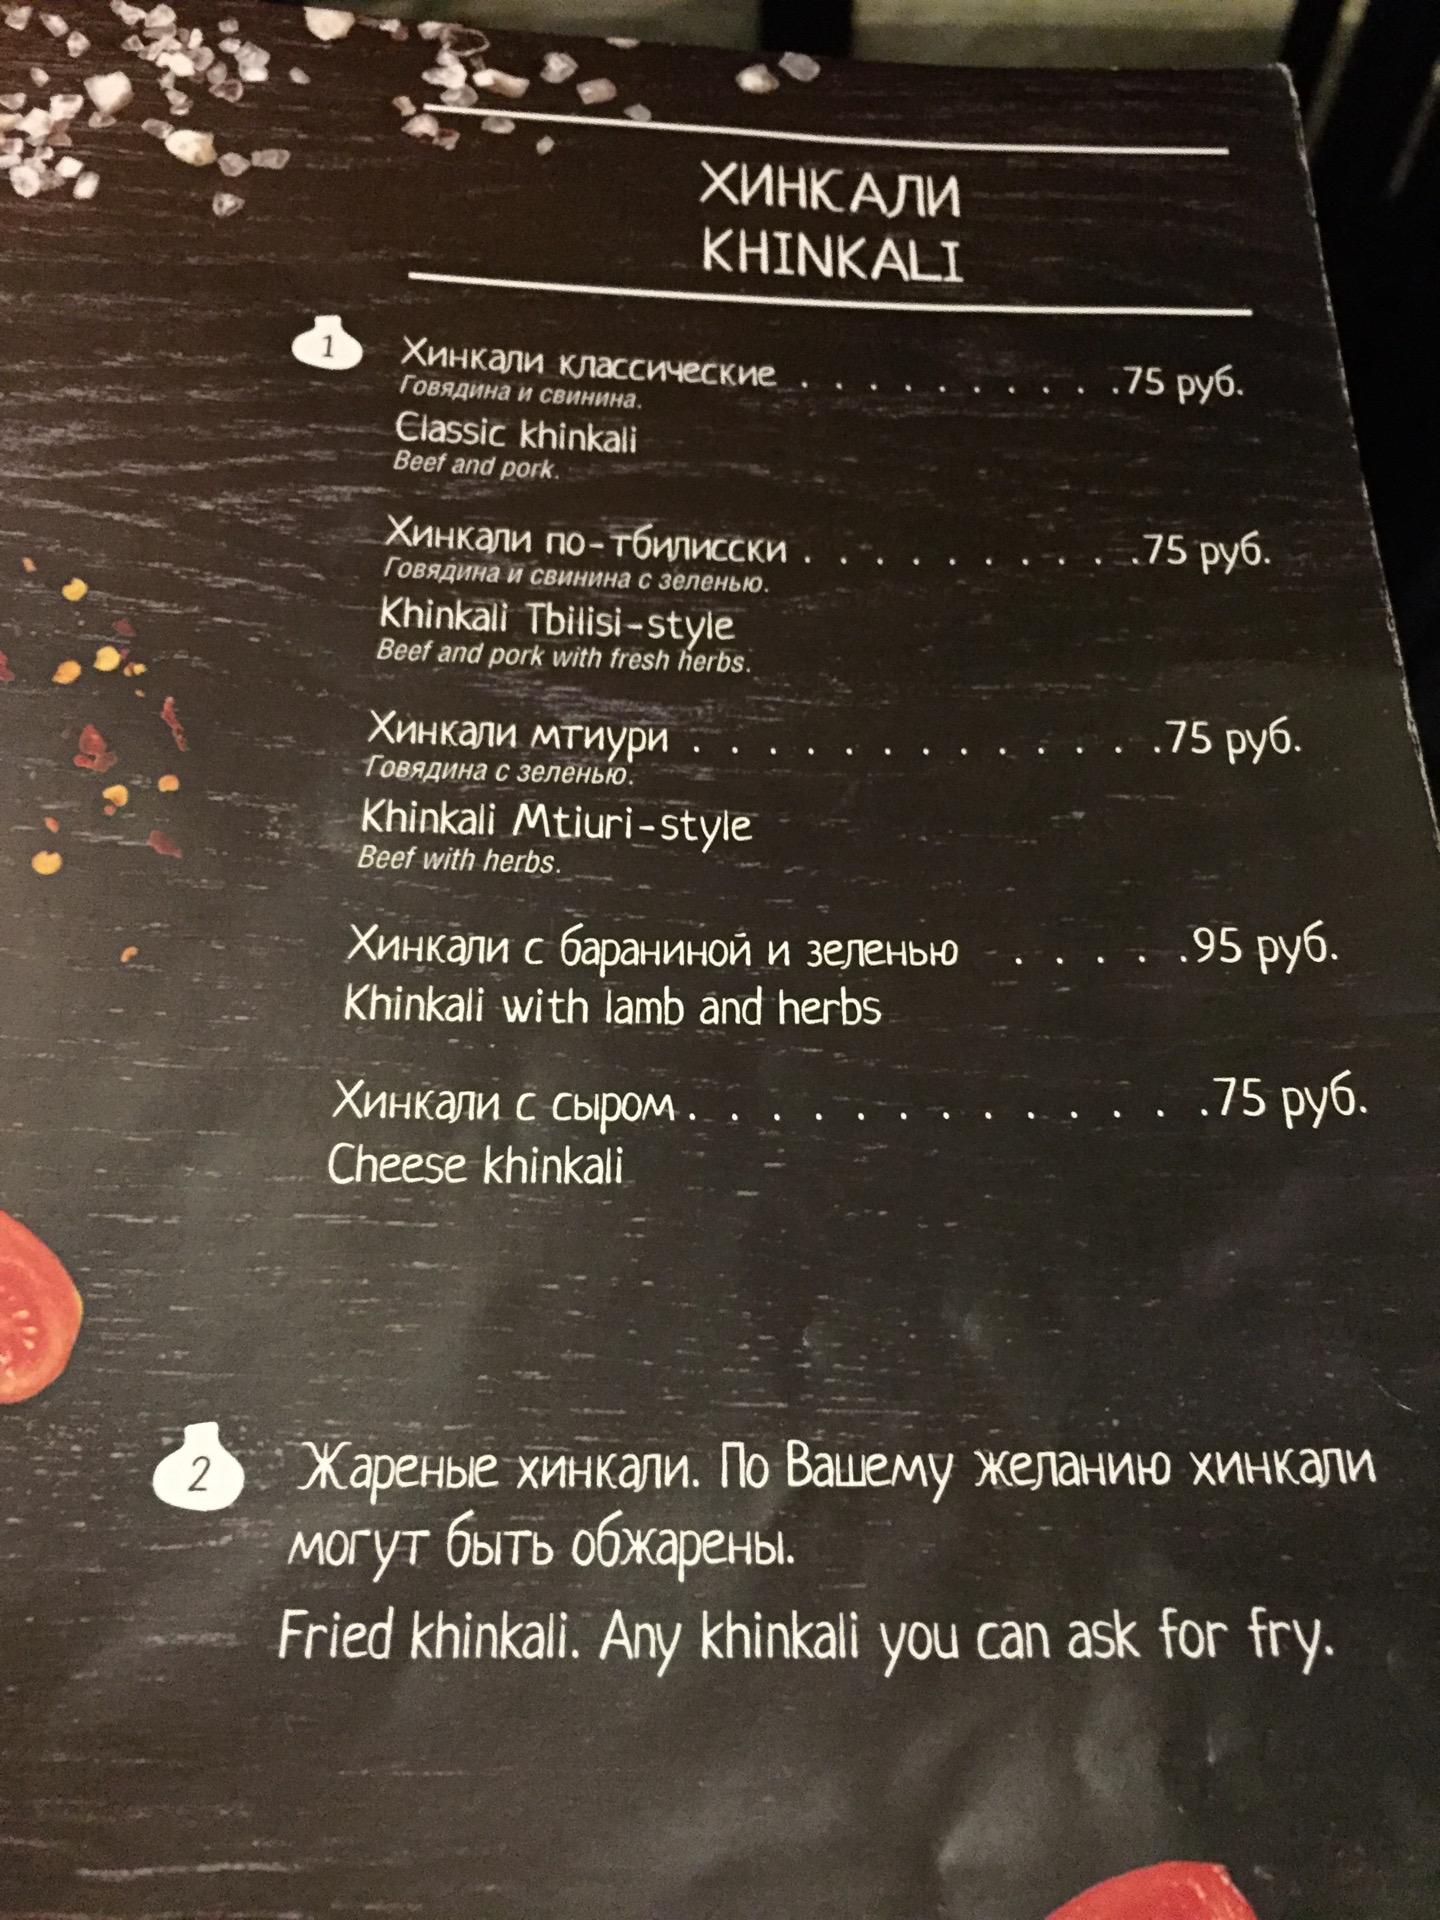 ХИНКАЛИ
KHINKALI
1
Хинкали классические . . . . . . . . . . .75 руб.
Говядина и свинина.
Classic khinkali
Beef and pork.
Хинкали по-тбилисски . . . . . . . . . .75 руб.
Говядина и свинина с зеленью.
Khinkali Tbilisi-style
Beef and pork with fresh herbs.
Хинкали мтиури . . . . . . . . . . . . .75 руб.
Говядина с зеленью.
Khinkali Mtiuri-style
Beef with herbs.
Хинкали с бараниной и зеленью . . . . .95 руб.
Khinkali with lamb and herbs
Хинкали с сыром. . . . . . . . . . . . .75 руб.
Cheese khinkali
2
Жареные хинкали. По Вашему желанию хинкали
могут быть обжарены.
Fried khinkali. Any khinkali you can ask for fry.